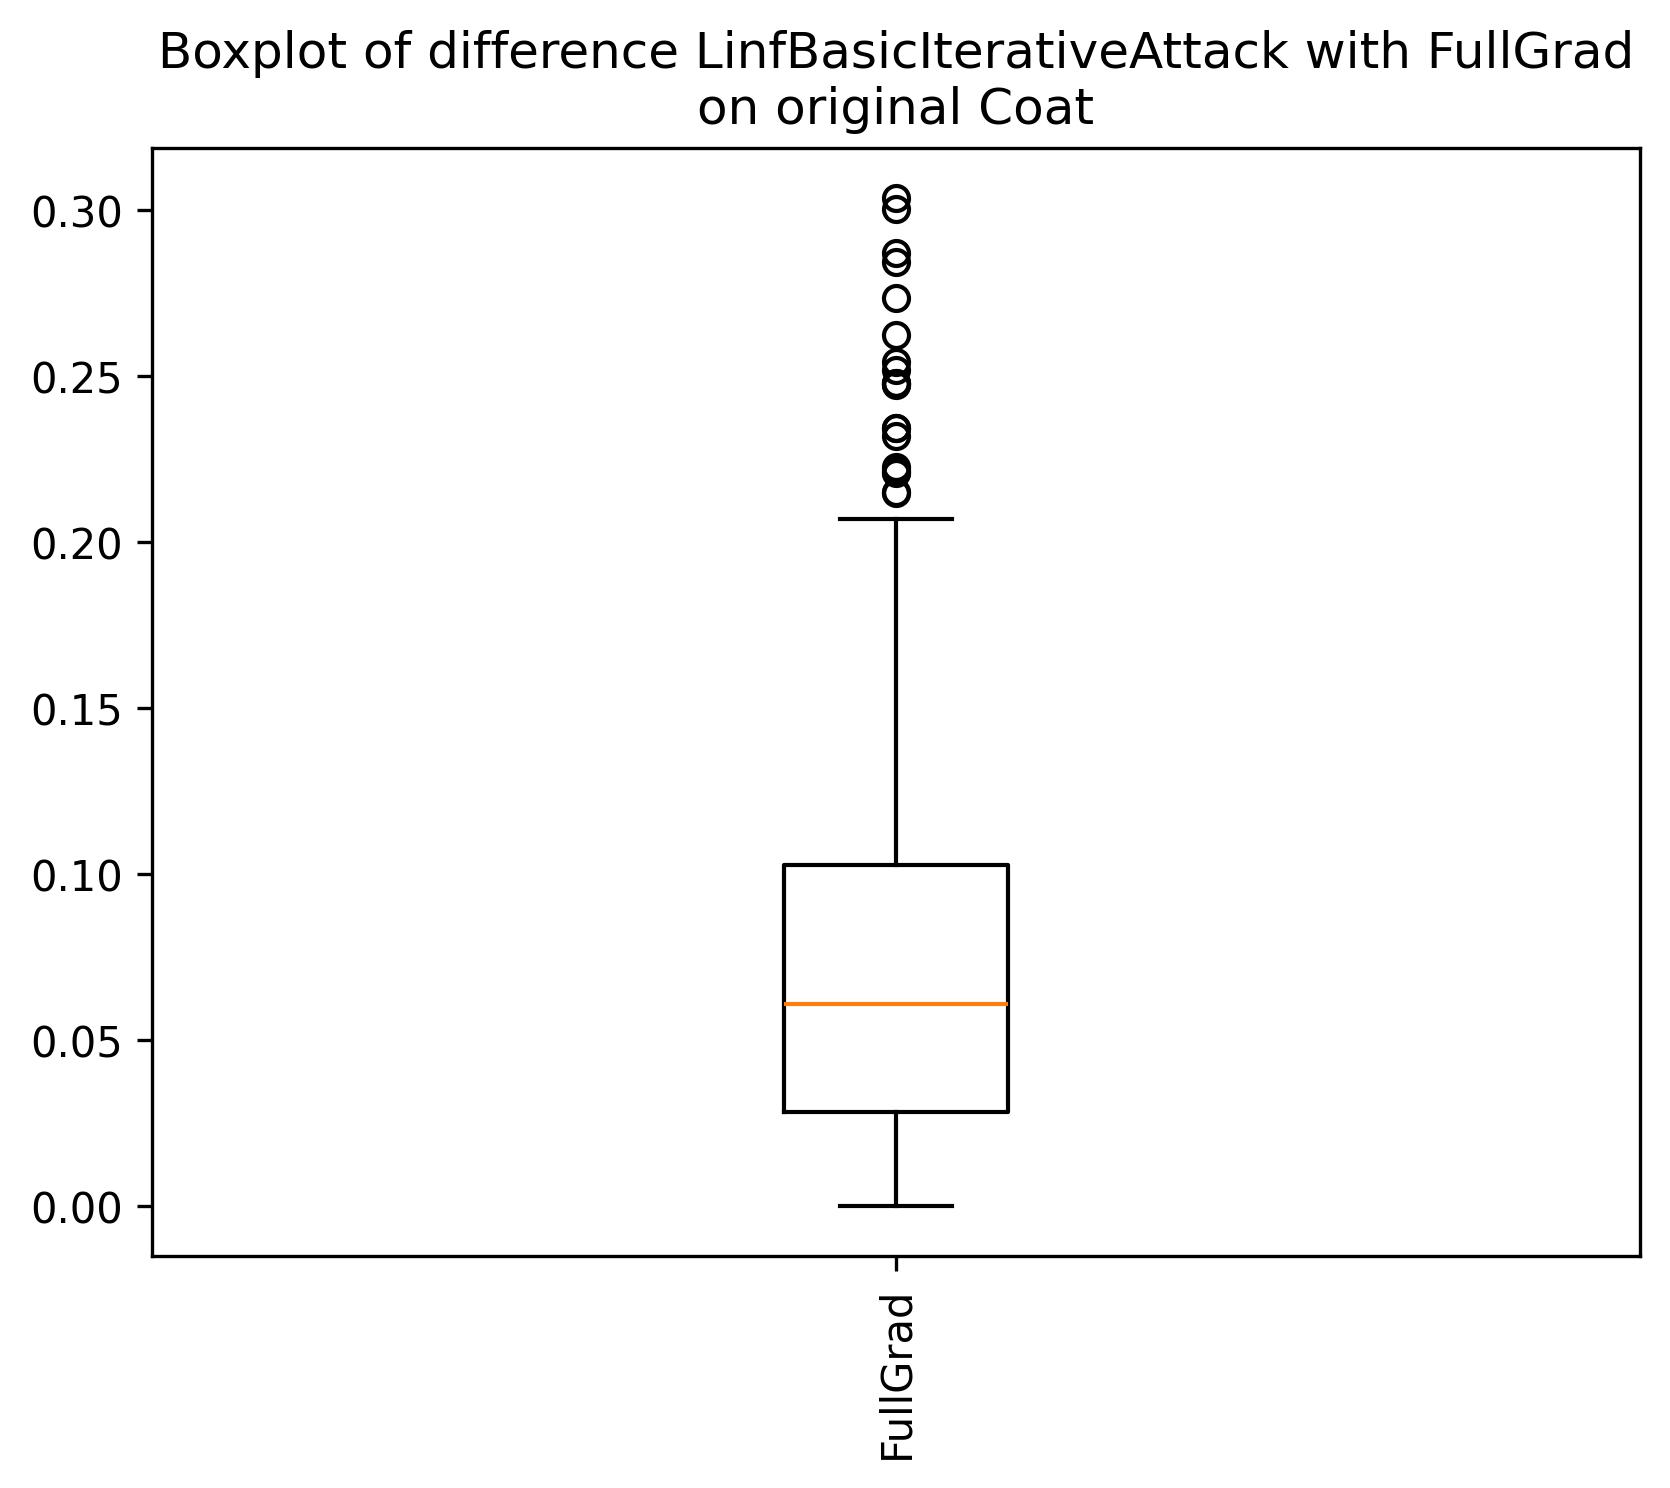 Boxplot of difference LinfBasicIterativeAttack with FullGrad
on original Coat
0.30
0.25
0.20
0.15
0.10
0.05
0.00
FullGrad